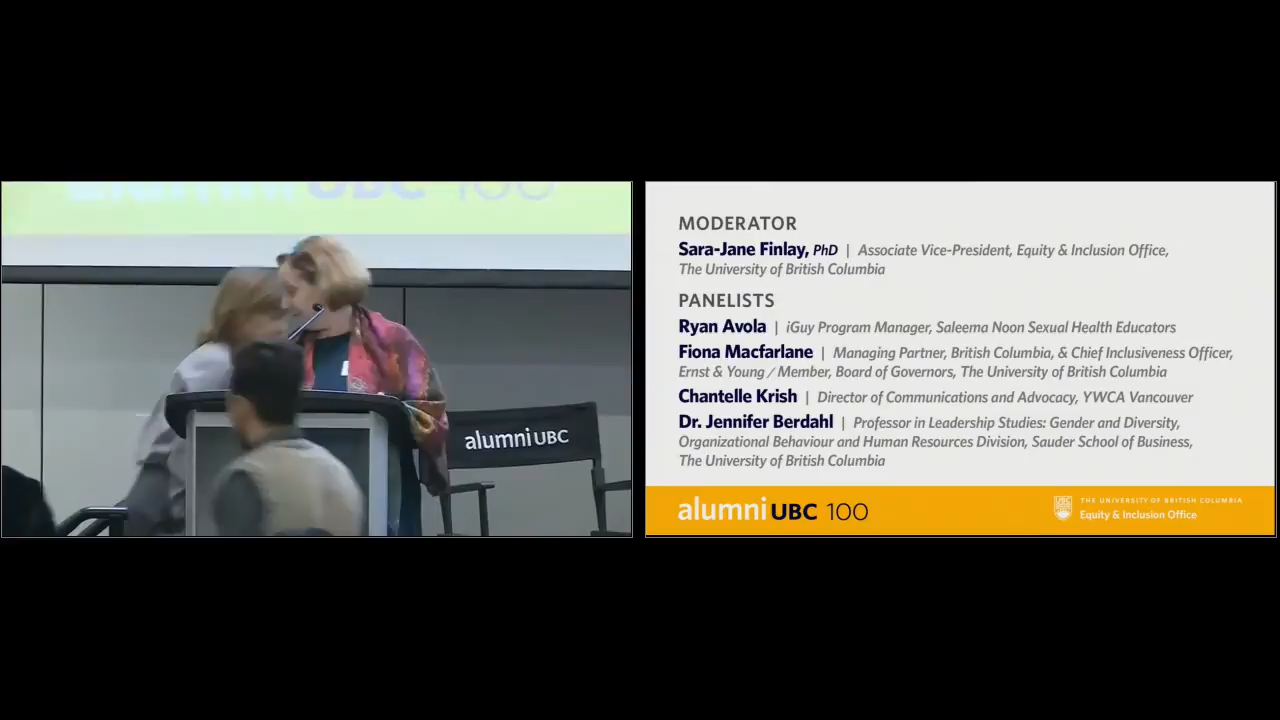 alumni UBC 100
alumni UBC
MODERATOR
Sara-Jane Finlay, PhD | Associate Vice-President, Equity & Inclusion Office,
The University of British Columbia
PANELISTS
Ryan Avola | iGuy Program Manager, Saleema Noon Sexual Health Educators
Fiona Macfarlane | Managing Partner, British Columbia, & Chief Inclusiveness Officer,
Ernst & Young / Member, Board of Governors, The University of British Columbia
Chantelle Krish | Director of Communications and Advocacy, YWCA Vancouver
Dr. Jennifer Berdahl | Professor in Leadership Studies: Gender and Diversity,
Organizational Behaviour and Human Resources Division, Sauder School of Business,
The University of British Columbia
alumni UBC 100
UBC
THE UNIVERSITY OF BRITISH COLUMBIA
Equity & Inclusion Office